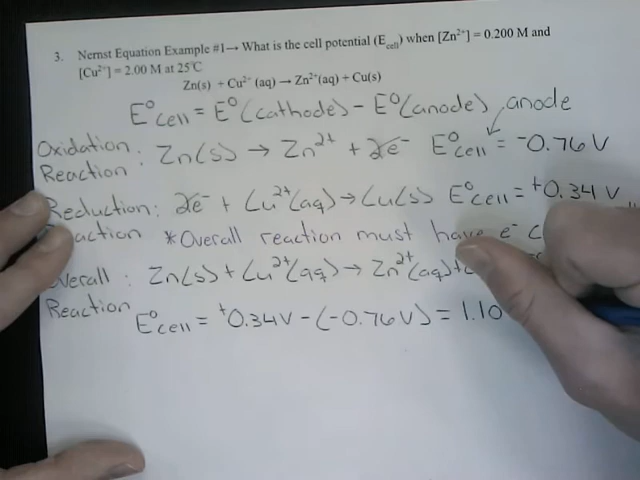 3. Nernst Equation Example #1→ What is the cell potential (E cell) when [Zn²⁺] = 0.200 M and
[Cu²⁺] = 2.00 M at 25°C
Zn(s) + Cu²⁺ (aq) → Zn²⁺(aq) + Cu(s)
E°cell = E°(cathode) - E°(anode) anode
Oxidation: Zn(s) → Zn²⁺ + 2e⁻ E°cell = ⁻0.76 V
Reaction:
Reduction: 2e⁻ + Cu²⁺(aq) → Cu(s) E°cell = ⁺0.34 V
Reaction *Overall reaction must have e⁻
Overall: Zn(s) + Cu²⁺(aq) → Zn²⁺(aq) +
Reaction
E°cell = ⁺0.34V - (-0.76V) = 1.10